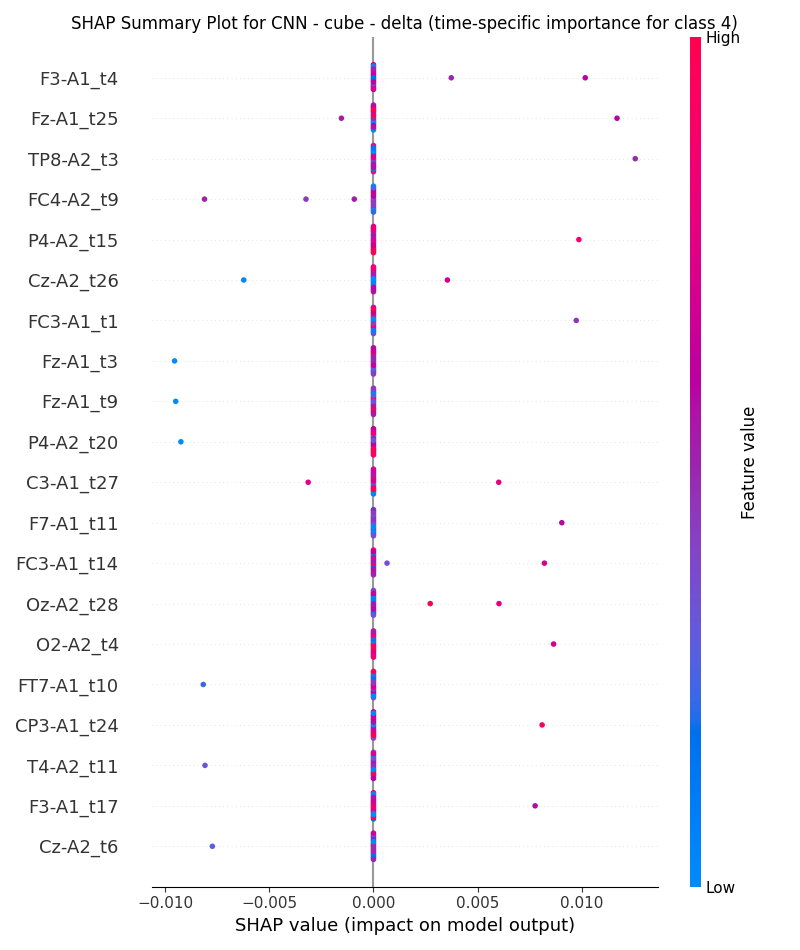 SHAP Summary Plot for CNN - cube - delta (time-specific importance for class 4)
High
F3-A1_t4
Fz-A1_t25
TP8-A2_t3
FC4-A2_t9
P4-A2_t15
Cz-A2_t26
FC3-A1_t1
Fz-A1_t3
Fz-A1_t9
P4-A2_t20
C3-A1_t27
F7-A1_t11
FC3-A1_t14
Oz-A2_t28
O2-A2_t4
FT7-A1_t10
CP3-A1_t24
T4-A2_t11
F3-A1_t17
Cz-A2_t6
Feature value
Low
−0.010 −0.005 0.000 0.005 0.010
SHAP value (impact on model output)